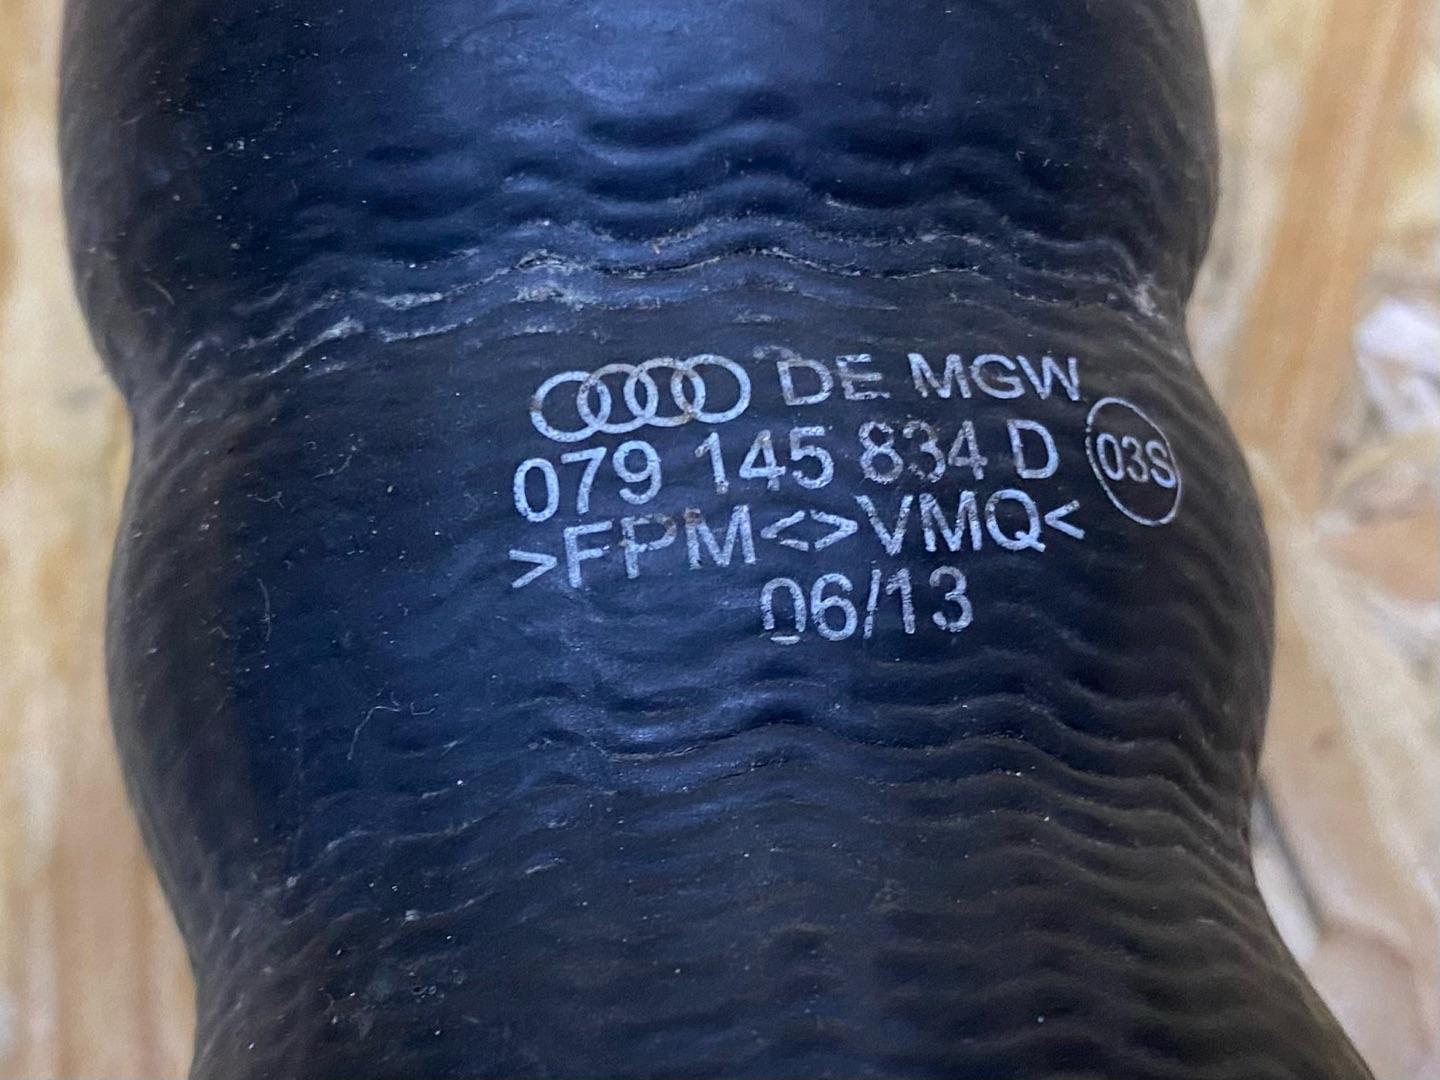 DE MGW
079 145 834 D 03S
>FPM<>VMQ<
06/13